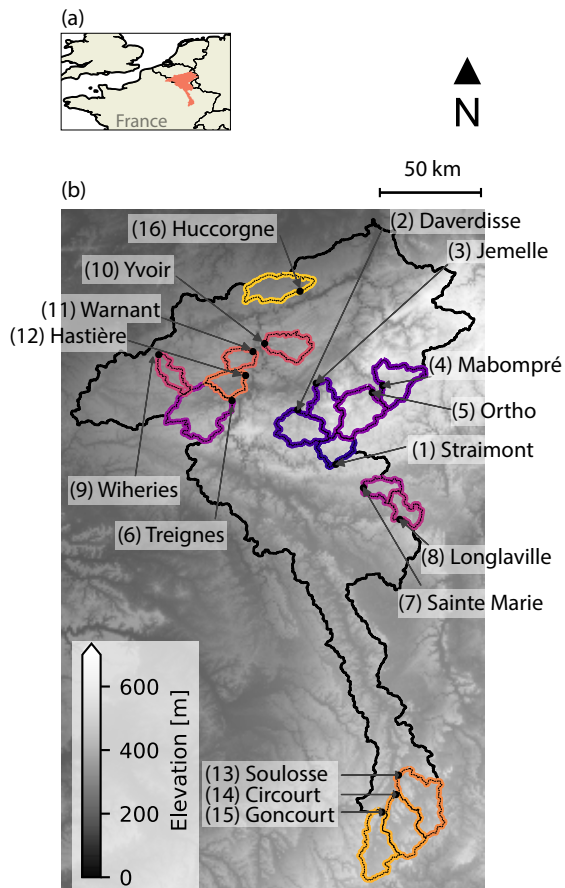 (a)
France
N
50 km
(b)
(2) Daverdisse
(16) Huccorgne
(3) Jemelle
(10) Yvoir
(11) Warnant
(12) Hastière
(4) Mabompré
(5) Ortho
(1) Straimont
(9) Wiheries
(6) Treignes
(8) Longlaville
(7) Sainte Marie
600
400
200
0
Elevation [m]
(13) Soulosse
(14) Circourt
(15) Goncourt